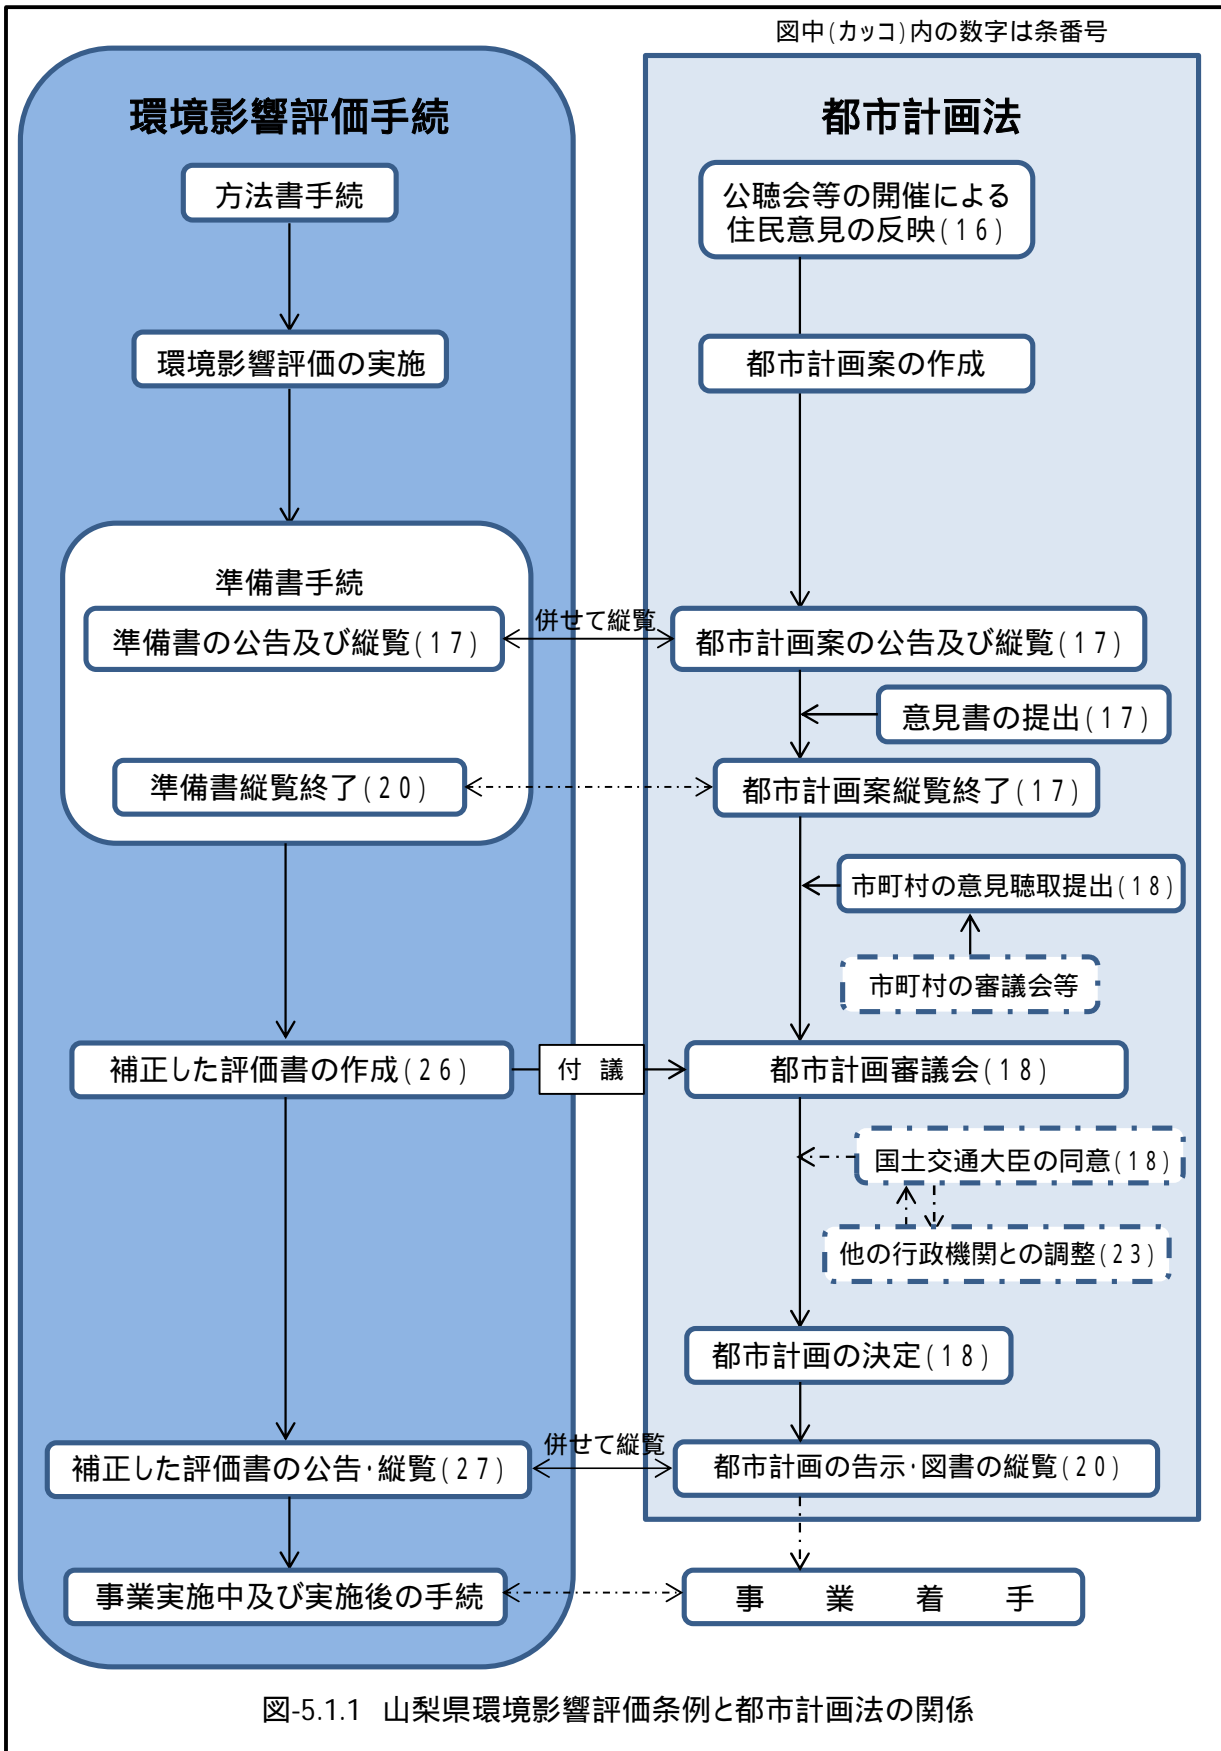 図中(カッコ)内の数字は条番号
環境影響評価手続
方法書手続
環境影響評価の実施
準備書手続
準備書の公告及び縦覧(17)
併せて縦覧
準備書縦覧終了(20)
補正した評価書の作成(26)
付 議
補正した評価書の公告・縦覧(27)
併せて縦覧
事業実施中及び実施後の手続
都市計画法
公聴会等の開催による
住民意見の反映(16)
都市計画案の作成
都市計画案の公告及び縦覧(17)
意見書の提出(17)
都市計画案縦覧終了(17)
市町村の意見聴取提出(18)
市町村の審議会等
都市計画審議会(18)
国土交通大臣の同意(18)
他の行政機関との調整(23)
都市計画の決定(18)
都市計画の告示・図書の縦覧(20)
事 業 着 手
図-5.1.1 山梨県環境影響評価条例と都市計画法の関係